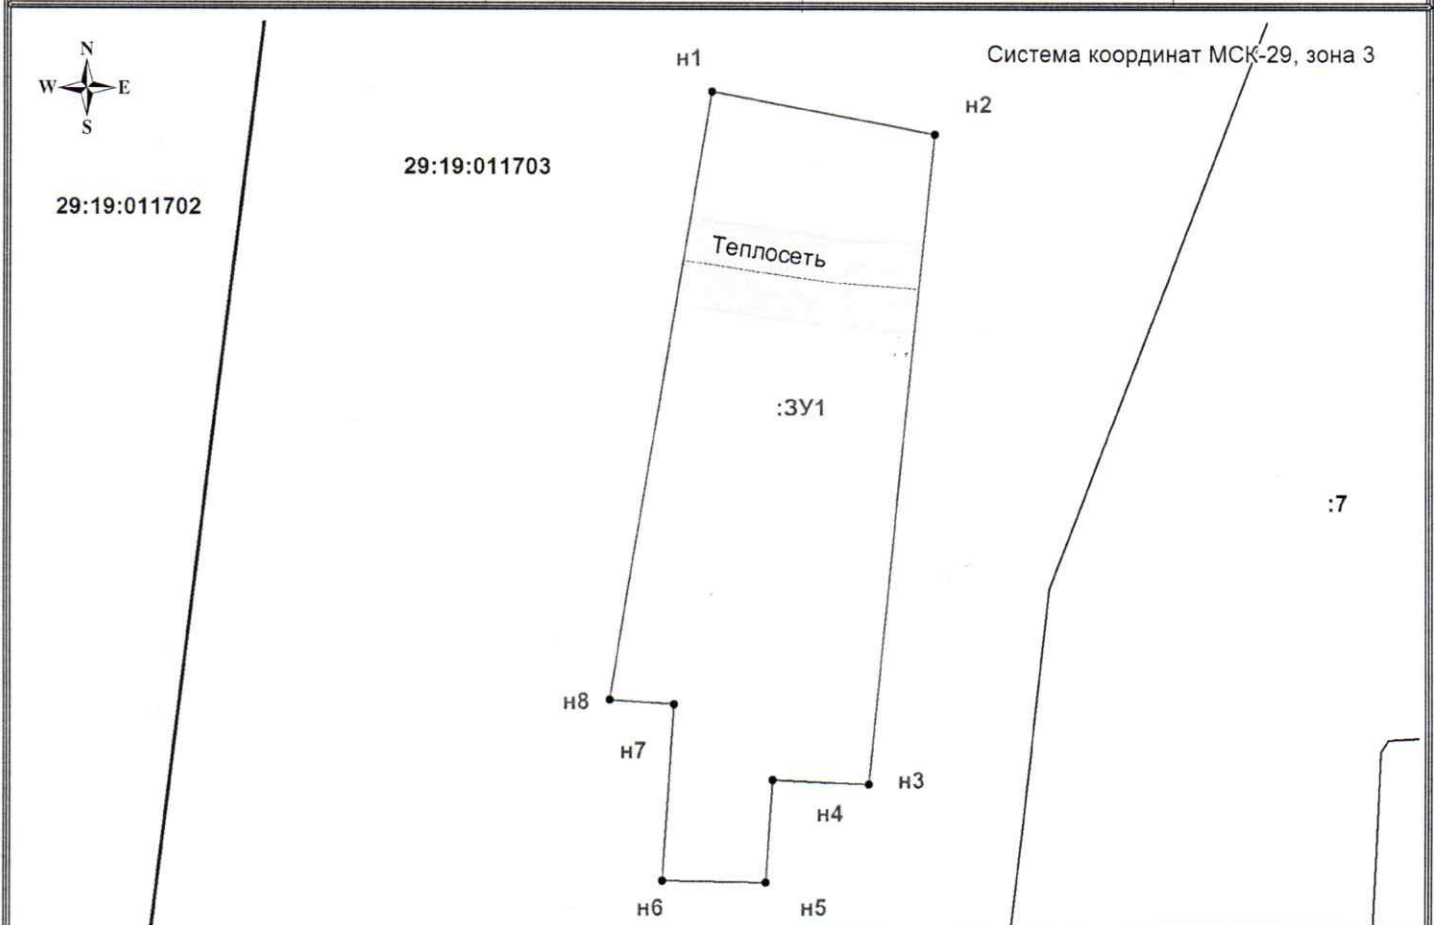 N
W E
S
н1
Система координат МСК-29, зона 3
н2
29:19:011703
29:19:011702
Теплосеть
:ЗУ1
:7
н8
н7
н3
н4
н6
н5